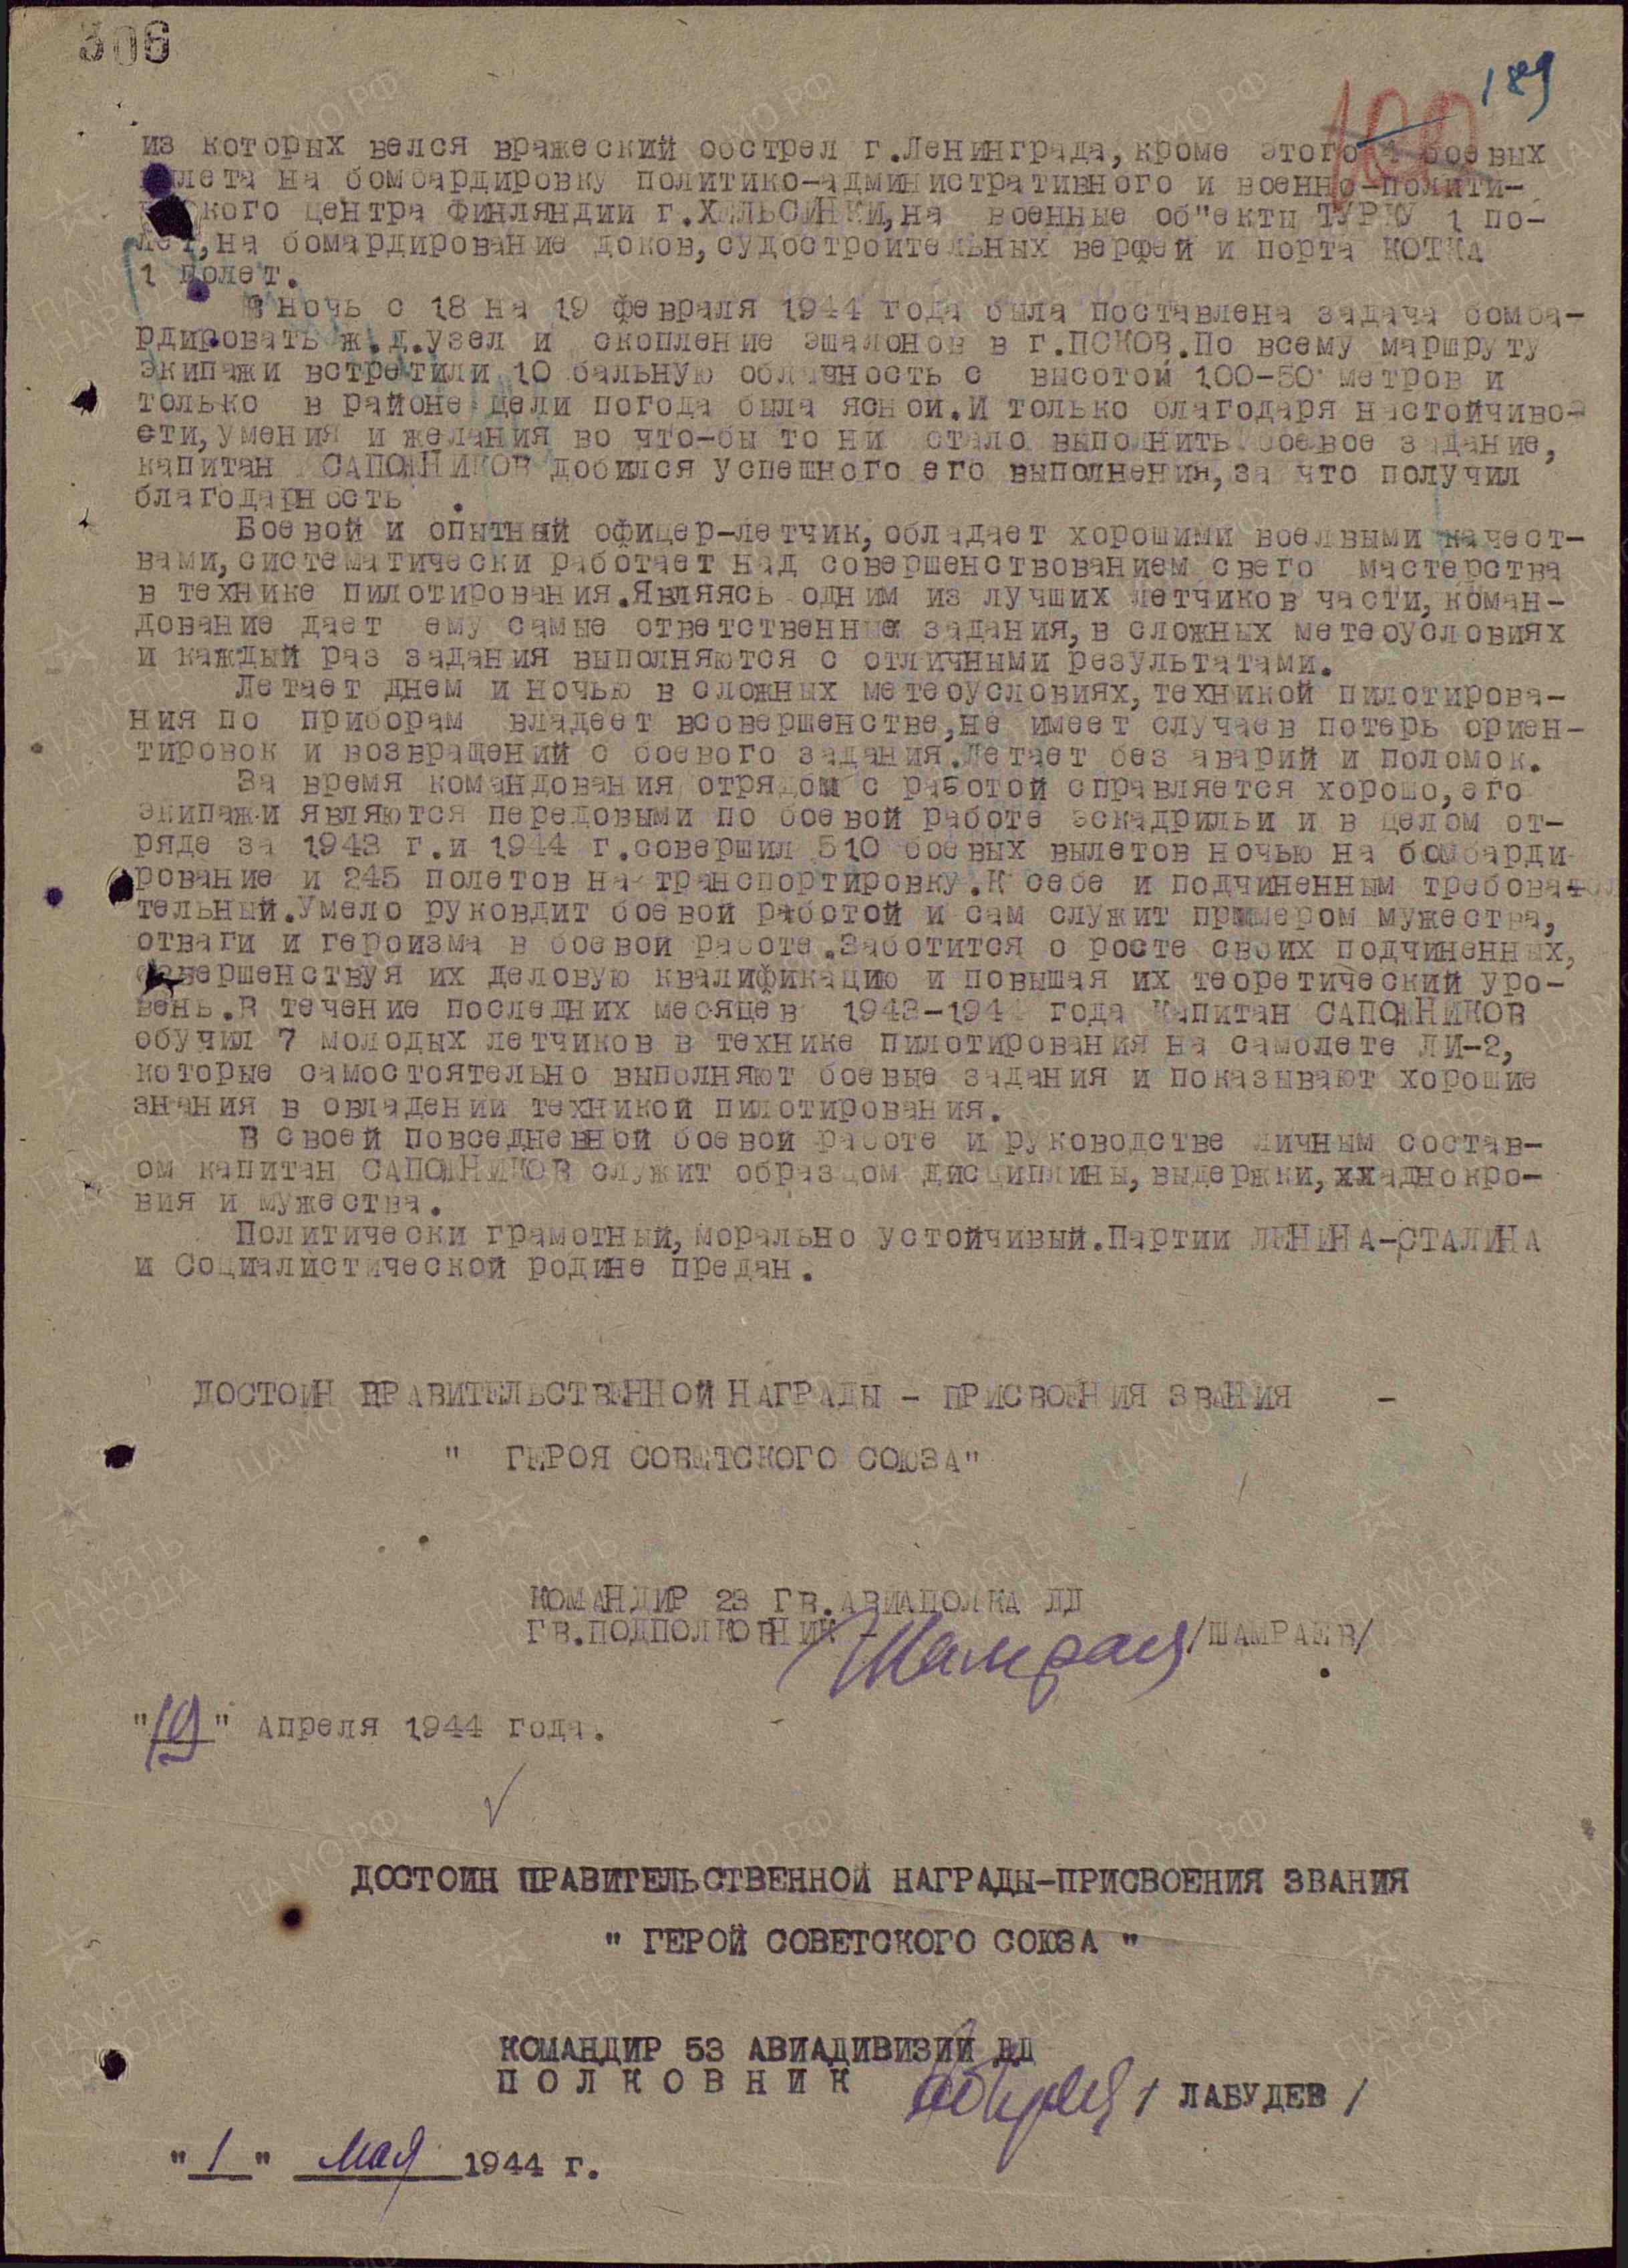 306
189
из которых велся вражеский обстрел г.Ленинграда,кроме этого боевых
лета на бомбардировку политико-административного и военно-полити-
ского центра Финляндии г.ХЕЛЬСИНКИ,на военные об"екты ТУРКУ 1 по-
лет,на бомардирование доков,судостроительных верфей и порта КОТКА
1 полет.
В ночь с 18 на 19 февраля 1944 года была поставлена задача бомба-
рдировать ж.д.узел и скопление эшалонов в г.ПСКОВ.По всему маршруту
экипажи встретили 10 бальную облачность с высотой 100-50 метров и
только в районе цели погода была ясной.И только благодаря настойчиво-
сти,умения и желания во что-бы то ни стало выполнить боевое задание,
капитан САПОЖНИКОВ добился успешного его выполнения,за что получил
благодарность .
Боевой и опытный офицер-летчик,обладает хорошими воелвыми качест-
вами,систематически работает над совершенствованием свего мастерства
в технике пилотирования.Являясь одним из лучших летчиков части,коман-
дование дает ему самые ответственные задания,в сложных метеоусловиях
и каждый раз задания выполняются с отличными результатами.
Летает днем и ночью в сложных метеоусловиях,техникой пилотирова-
ния по приборам владеет всовершенстве,не имеет случаев потерь ориен-
тировок и возвращений с боевого задания.Летает без аварий и поломок.
За время командования отрядом с работой справляется хорошо,его
экипажи являются передовыми по боевой работе эскадрильи и в целом от-
ряде за 1943 г.и 1944 г.совершил 510 боевых вылетов ночью на бомбарди-
рование и 245 полетов на транспортировку.К себе и подчиненным требова
тельный.Умело руковдит боевой работой и сам служит примером мужества,
отваги и героизма в боевой работе.Заботится о росте своих подчиненных,
совершенствуя их деловую квалификацию и повышая их теоретический уро-
вень.В течение последних месяцев 1943-1944 года капитан САПОЖНИКОВ
обучил 7 молодых летчиков в технике пилотирования на самолете ЛИ-2,
которые самостоятельно выполняют боевые задания и показывают хорошие
знания в овладении техникой пилотирования.
В своей повседневной боевой работе и руководстве личным состав-
ом капитан САПОЖНИКОВ служит образцом дисциплины,выдержки,ххаднокро-
вия и мужества.
Политически грамотный,морально устойчивый.Партии ЛЕНИНА-СТАЛИНА
и Социалистической родине предан.
ДОСТОИН ПРАВИТЕЛЬСТВЕННОЙ НАГРАДЫ - ПРИСВОЕНИЯ ЗВАНИЯ -
" ГЕРОЯ СОВЕТСКОГО СОЮЗА"
КОМАНДИР 23 ГВ.АВИАПОЛКА ДД
ГВ.ПОДПОЛКОВНИК - /ШАМРАЕВ/
"19" Апреля 1944 года.
ДОСТОИН ПРАВИТЕЛЬСТВЕННОЙ НАГРАДЫ-ПРИСВОЕНИЯ ЗВАНИЯ
" ГЕРОЙ СОВЕТСКОГО СОЮЗА "
КОМАНДИР 53 АВИАДИВИЗИИ ДД
ПОЛКОВНИК / ЛАБУДЕВ /
"1" мая 1944 г.